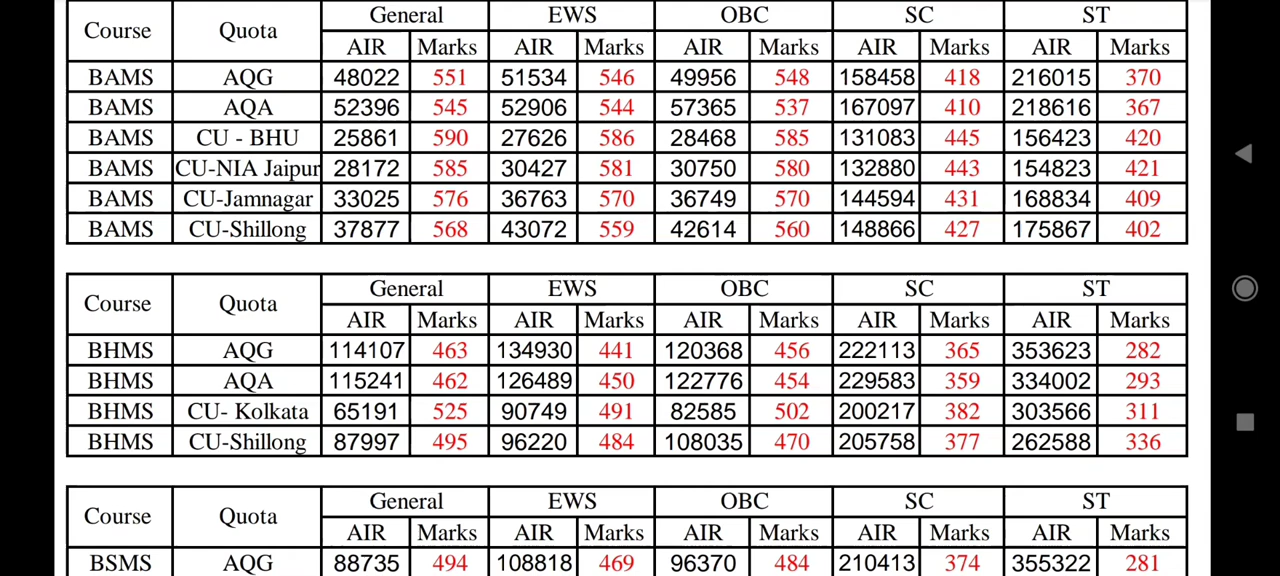 Course Quota General EWS OBC SC ST
AIR Marks AIR Marks AIR Marks AIR Marks AIR Marks
BAMS AQG 48022 551 51534 546 49956 548 158458 418 216015 370
BAMS AQA 52396 545 52906 544 57365 537 167097 410 218616 367
BAMS CU - BHU 25861 590 27626 586 28468 585 131083 445 156423 420
BAMS CU-NIA Jaipur 28172 585 30427 581 30750 580 132880 443 154823 421
BAMS CU-Jamnagar 33025 576 36763 570 36749 570 144594 431 168834 409
BAMS CU-Shillong 37877 568 43072 559 42614 560 148866 427 175867 402
Course Quota General EWS OBC SC ST
AIR Marks AIR Marks AIR Marks AIR Marks AIR Marks
BHMS AQG 114107 463 134930 441 120368 456 222113 365 353623 282
BHMS AQA 115241 462 126489 450 122776 454 229583 359 334002 293
BHMS CU- Kolkata 65191 525 90749 491 82585 502 200217 382 303566 311
BHMS CU-Shillong 87997 495 96220 484 108035 470 205758 377 262588 336
Course Quota General EWS OBC SC ST
AIR Marks AIR Marks AIR Marks AIR Marks AIR Marks
BSMS AQG 88735 494 108818 469 96370 484 210413 374 355322 281